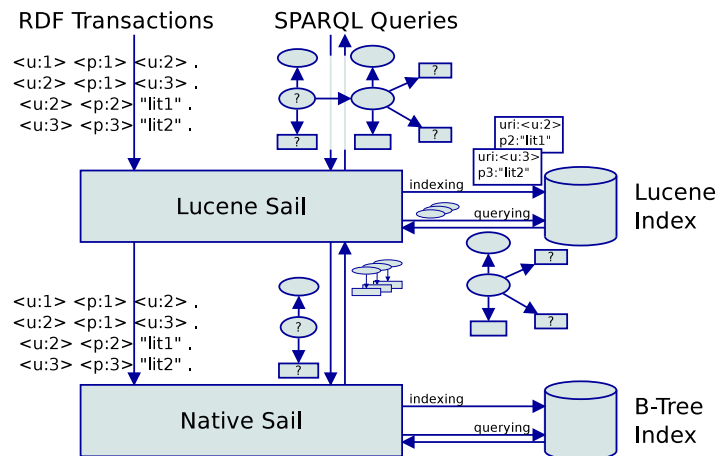 RDF Transactions
SPARQL Queries
<u:1> <p:1> <u:2> .
<u:2> <p:1> <u:3> .
<u:2> <p:2> "lit1" .
<u:3> <p:3> "lit2" .
?
?
?
?
uri:<u:2>
p2:"lit1"
uri:<u:3>
p3:"lit2"
Lucene Sail
indexing
querying
Lucene
Index
<u:1> <p:1> <u:2> .
<u:2> <p:1> <u:3> .
<u:2> <p:2> "lit1" .
<u:3> <p:3> "lit2" .
?
?
?
?
Native Sail
indexing
querying
B-Tree
Index